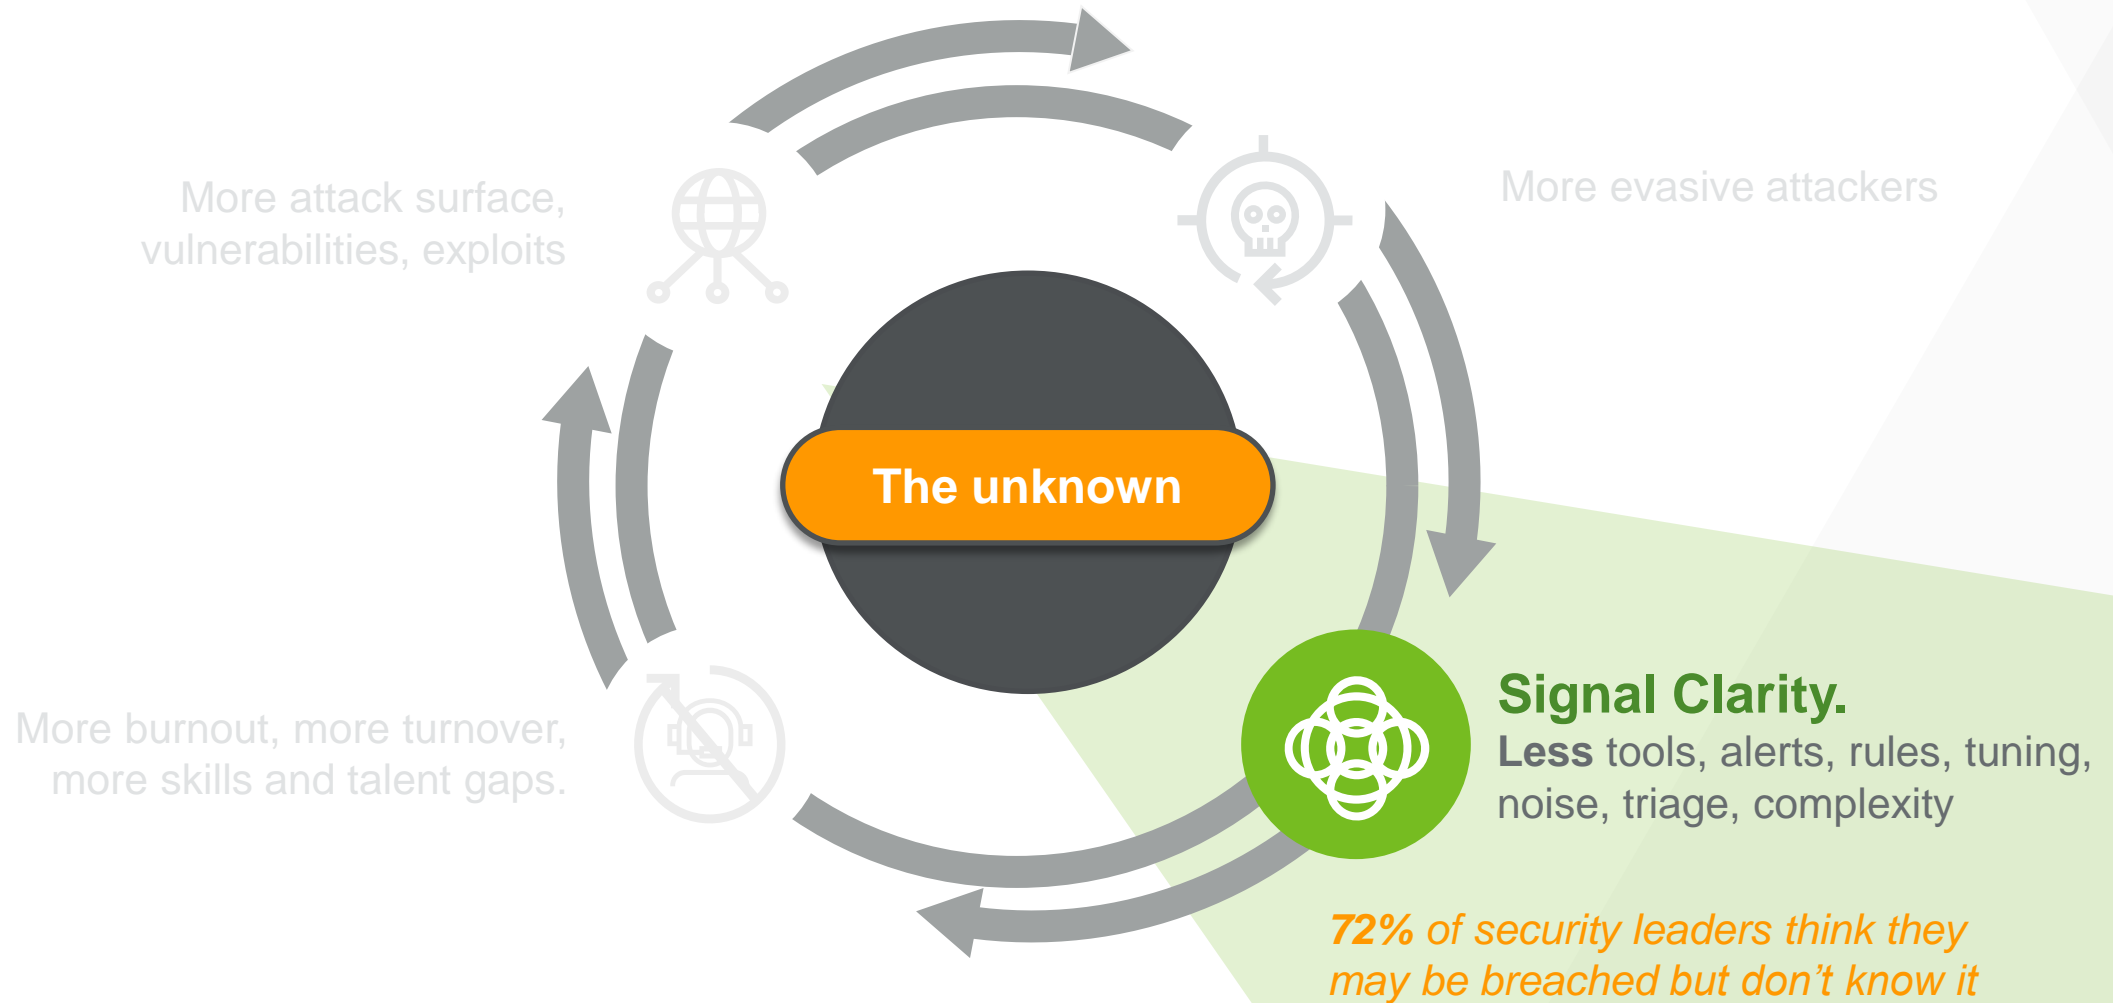 More attack surface,
vulnerabilities, exploits
More evasive attackers
The unknown
Signal Clarity.
Less tools, alerts, rules, tuning,
noise, triage, complexity
More burnout, more turnover,
more skills and talent gaps.
72% of security leaders think they
may be breached but don’t know it